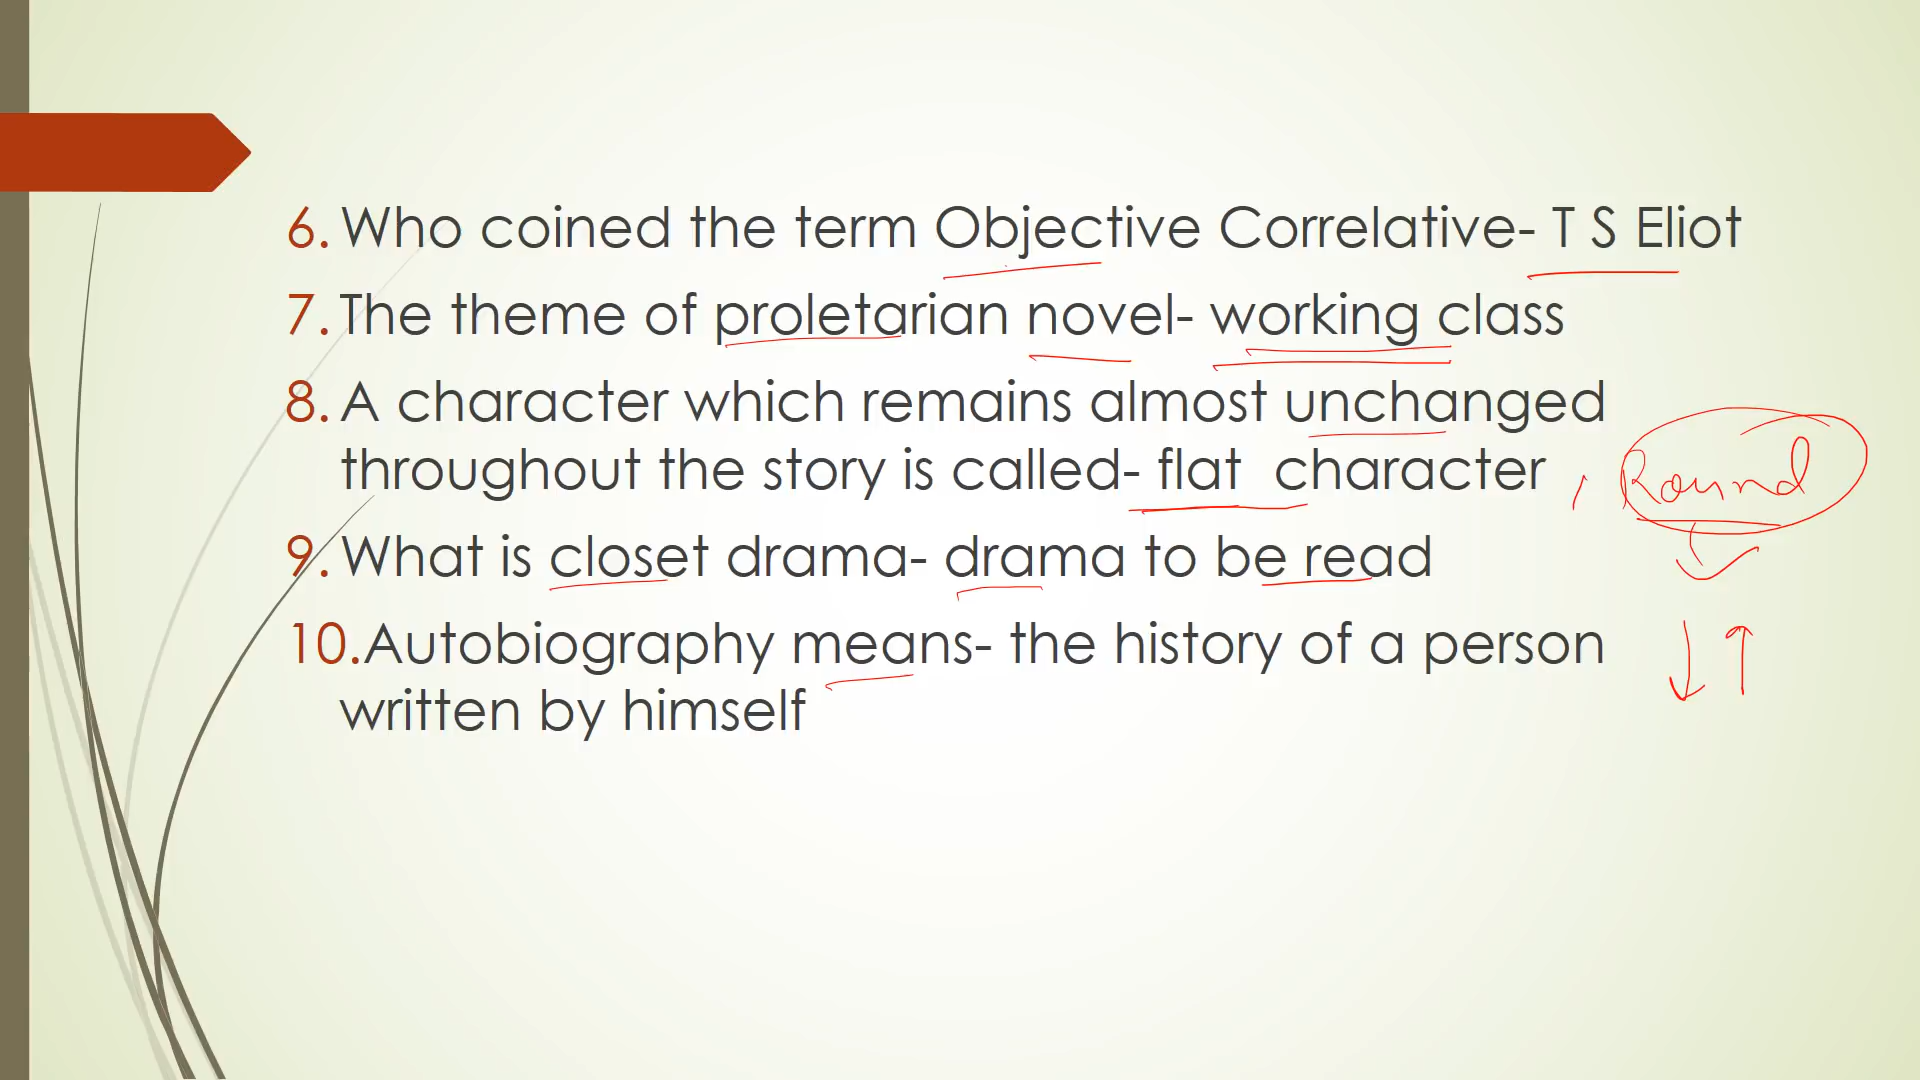 6. Who coined the term Objective Correlative- T S Eliot
7. The theme of proletarian novel- working class
8. A character which remains almost unchanged
throughout the story is called- flat character , Round
9. What is closet drama- drama to be read
10. Autobiography means- the history of a person
written by himself